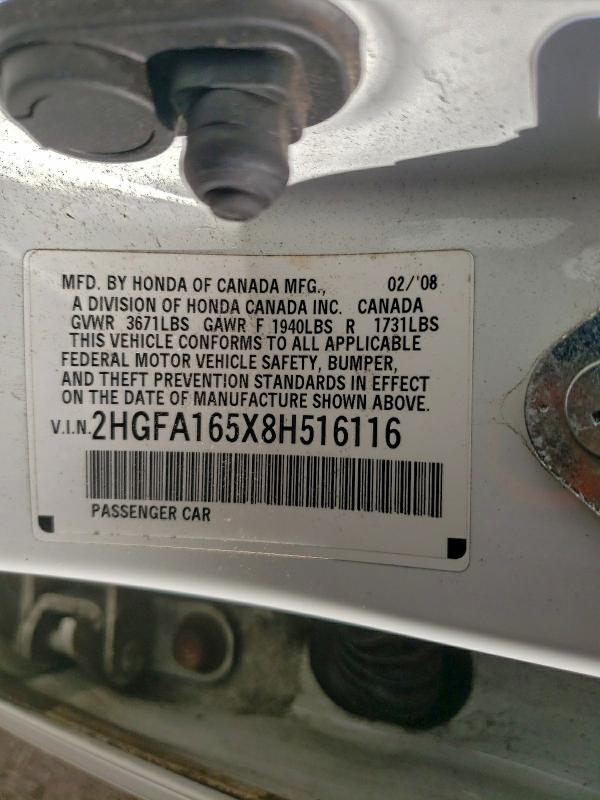 MFD. BY HONDA OF CANADA MFG., 02/'08
A DIVISION OF HONDA CANADA INC. CANADA
GVWR 3671LBS GAWR F 1940LBS R 1731LBS
THIS VEHICLE CONFORMS TO ALL APPLICABLE
FEDERAL MOTOR VEHICLE SAFETY, BUMPER,
AND THEFT PREVENTION STANDARDS IN EFFECT
ON THE DATE OF MANUFACTURE SHOWN ABOVE.
V.I.N. 2HGFA165X8H516116
PASSENGER CAR